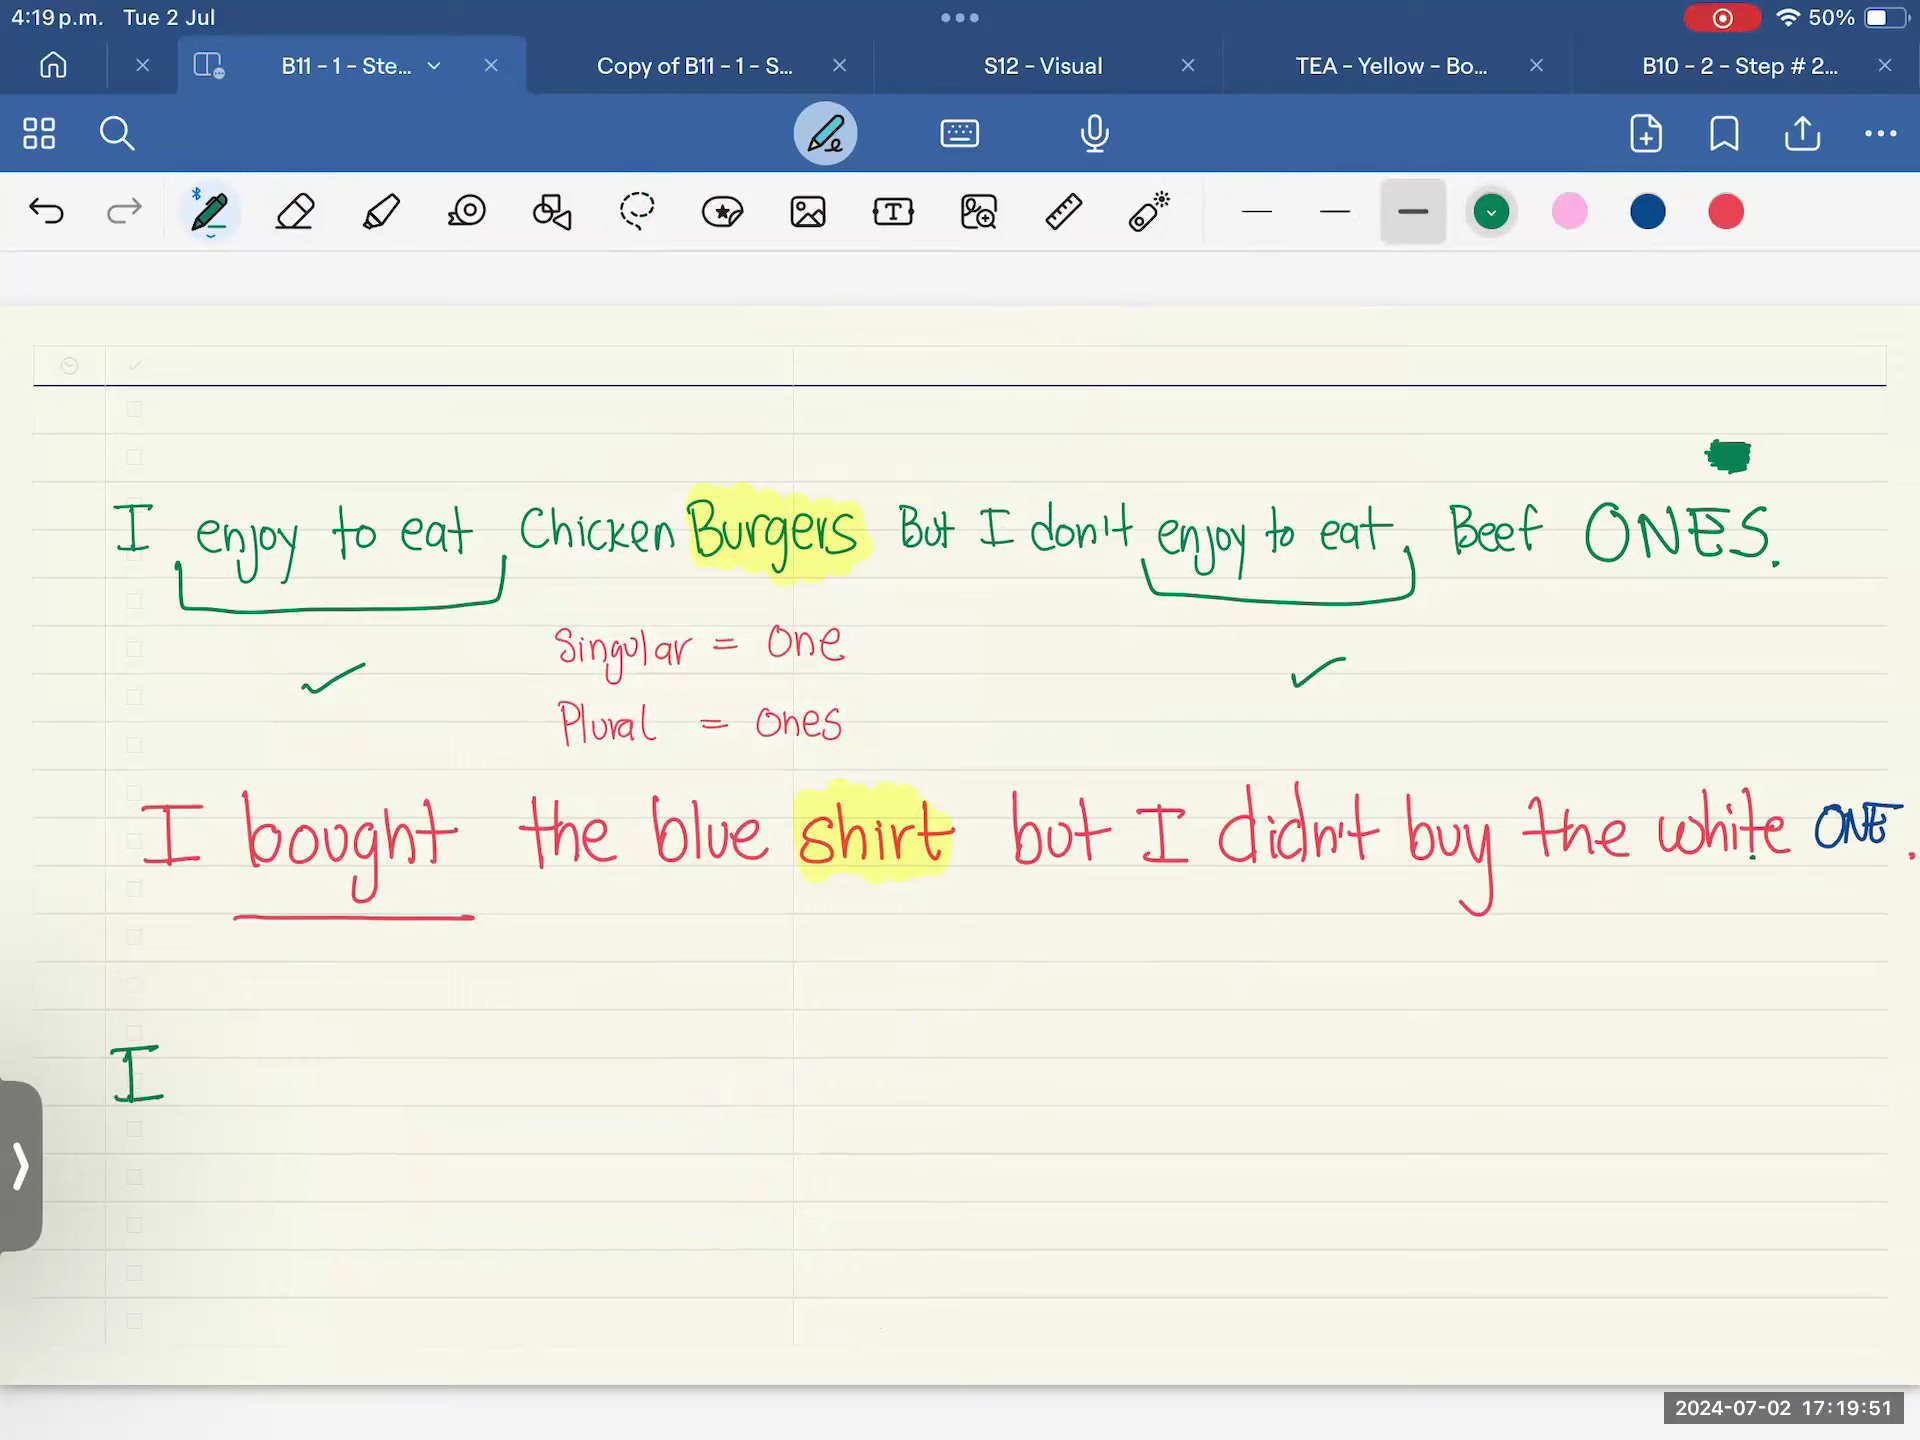 4:19 p.m. Tue 2 Jul
50%
B11 - 1 - Ste...
Copy of B11 - 1 - S...
S12 - Visual
TEA - Yellow - Bo...
B10 - 2 - Step # 2...
I enjoy to eat Chicken Burgers But I don't enjoy to eat Beef ONES.
Singular = One
Plural = Ones
I bought the blue shirt but I didn't buy the white ONE.
I
2024-07-02 17:19:51